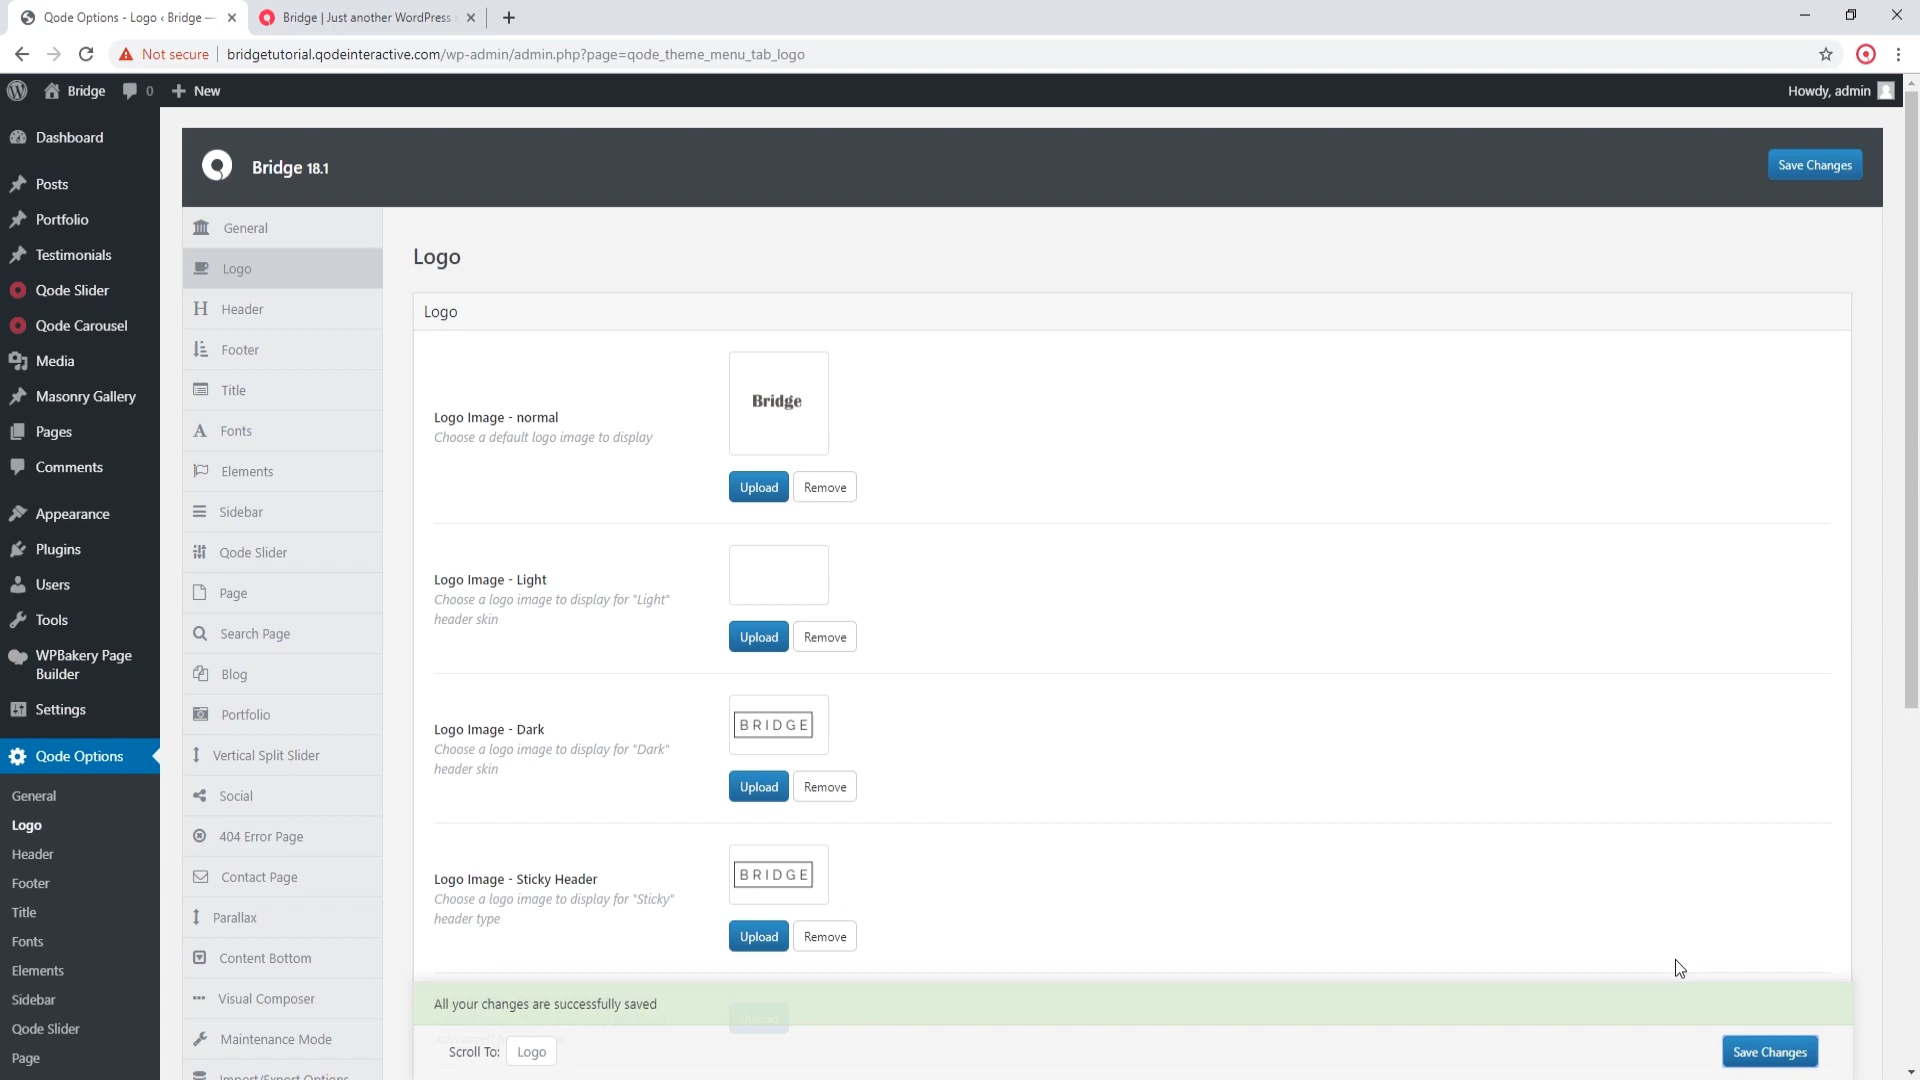 Qode Options - Logo ‹ Bridge —
Bridge | Just another WordPress
Not secure
bridgetutorial.qodeinteractive.com/wp-admin/admin.php?page=qode_theme_menu_tab_logo
Bridge
0
New
Howdy, admin
Dashboard
Posts
Portfolio
Testimonials
Qode Slider
Qode Carousel
Media
Masonry Gallery
Pages
Comments
Appearance
Plugins
Users
Tools
WPBakery Page
Builder
Settings
Qode Options
General
Logo
Header
Footer
Title
Fonts
Elements
Sidebar
Qode Slider
Page
Bridge 18.1
Save Changes
General
Logo
Header
Footer
Title
Fonts
Elements
Sidebar
Qode Slider
Page
Search Page
Blog
Portfolio
Vertical Split Slider
Social
404 Error Page
Contact Page
Parallax
Content Bottom
Visual Composer
Maintenance Mode
Import/Export Options
Logo
Logo
Logo Image - normal
Choose a default logo image to display
Bridge
Upload
Remove
Logo Image - Light
Choose a logo image to display for "Light"
header skin
Upload
Remove
Logo Image - Dark
Choose a logo image to display for "Dark"
header skin
BRIDGE
Upload
Remove
Logo Image - Sticky Header
Choose a logo image to display for "Sticky"
header type
BRIDGE
Upload
Remove
All your changes are successfully saved
Upload
Scroll To:
Logo
Save Changes